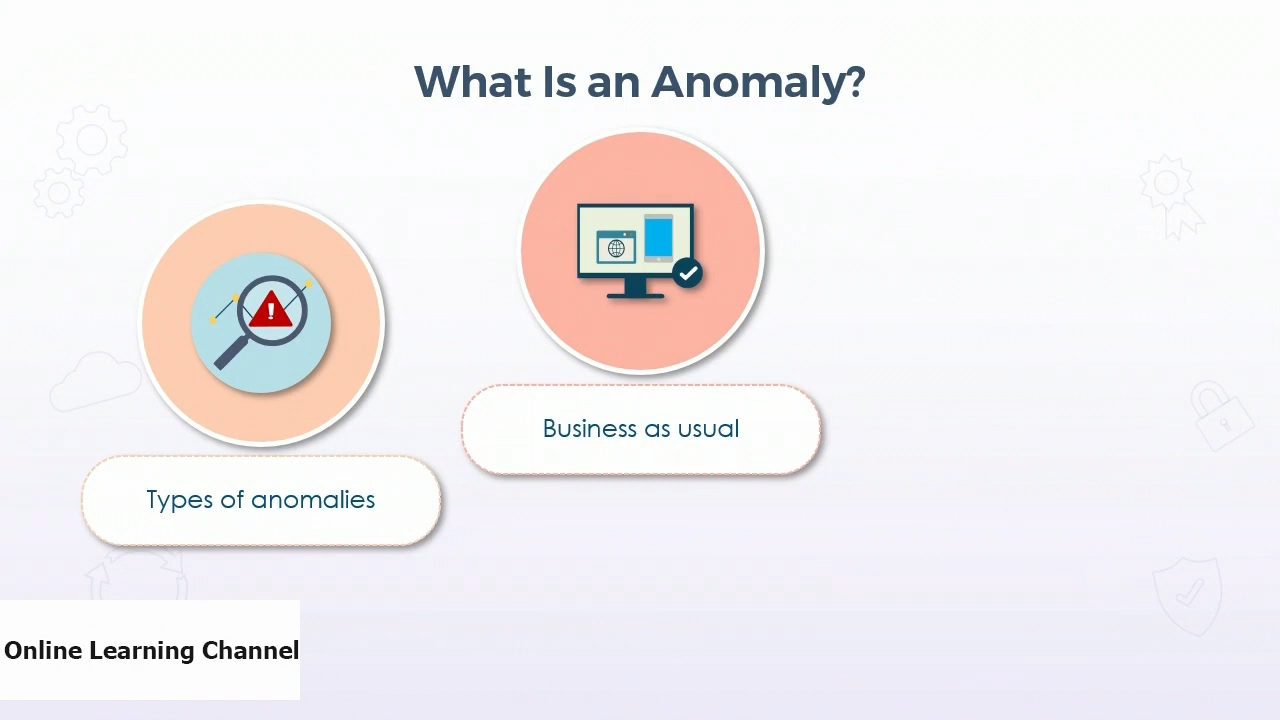 What Is an Anomaly?
Types of anomalies
Business as usual
Online Learning Channel